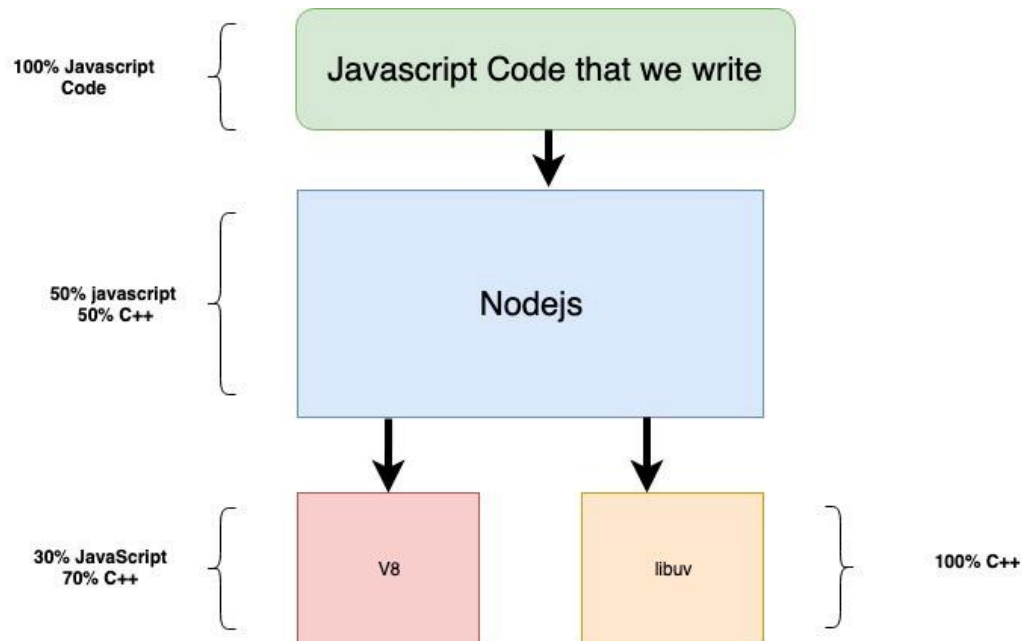 Javascript Code that we write
100% Javascript
Code
Nodejs
50% javascript
50% C++
V8
30% JavaScript
70% C++
libuv
100% C++